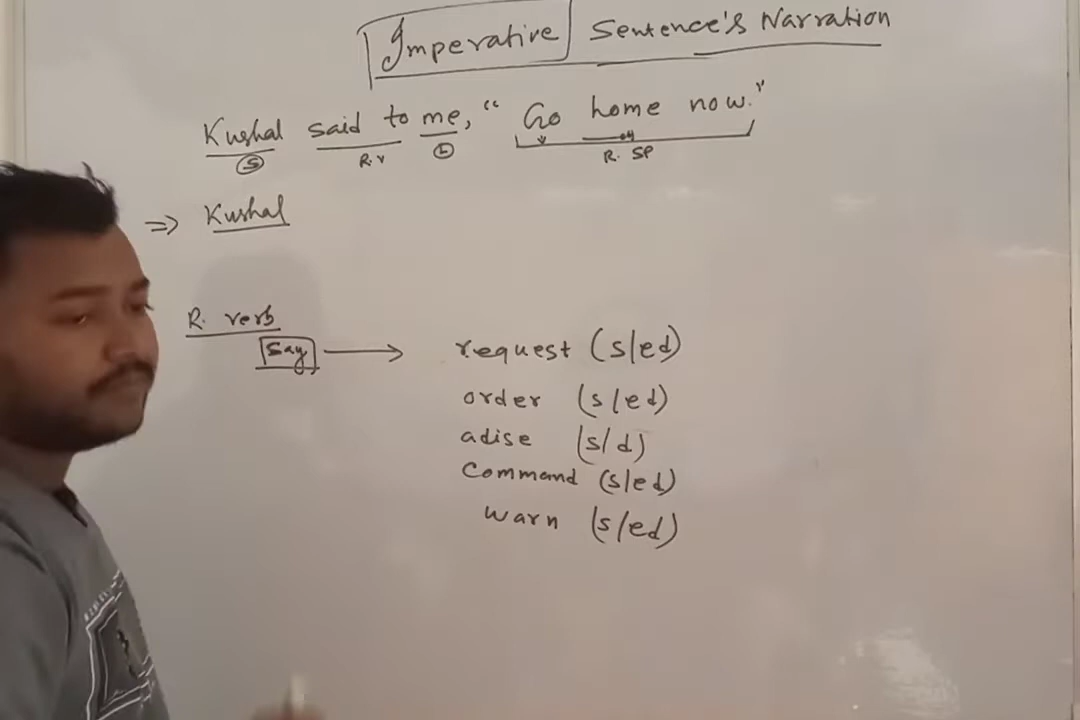 Imperative Sentence's Narration
Kushal said to me, "Go home now."
S R.V L R. SP
⇒ Kushal
R. verb
Say → request (s/ed)
order (s/ed)
adise (s/d)
Command (s/ed)
warn (s/ed)